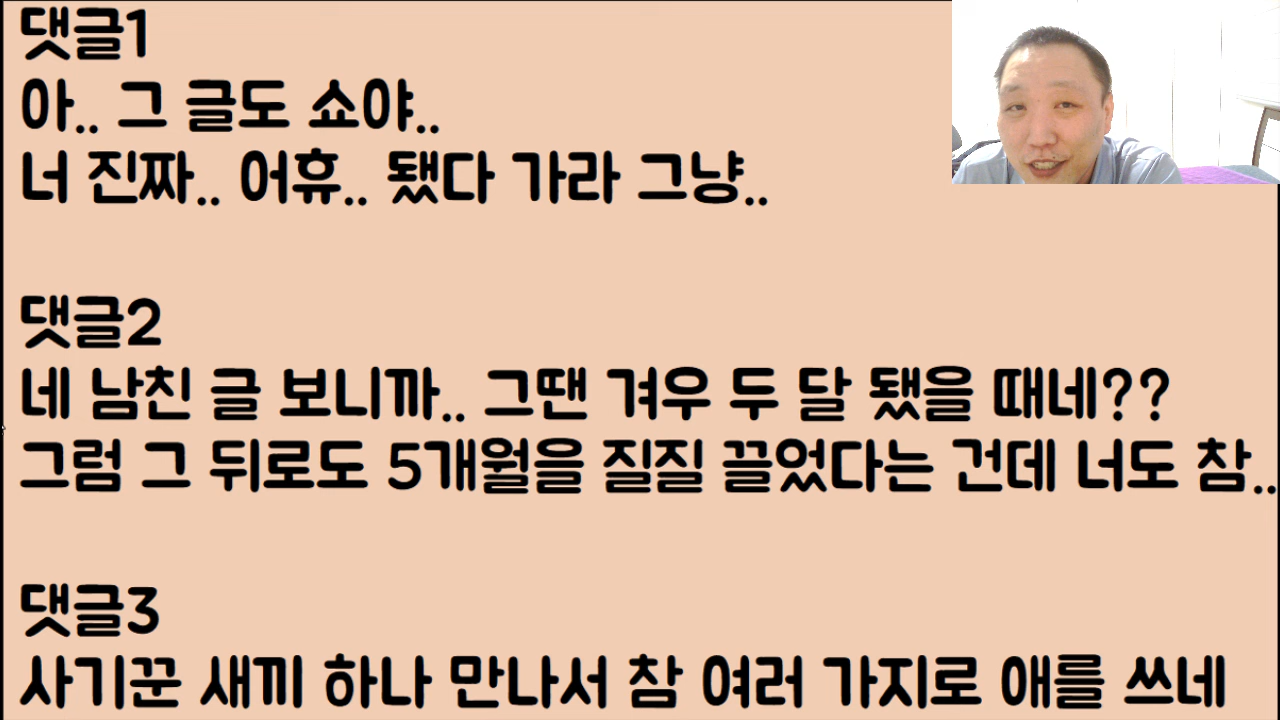 댓글1
아.. 그 글도 쇼야..
너 진짜.. 어휴.. 됐다 가라 그냥..
댓글2
네 남친 글 보니까.. 그땐 겨우 두 달 됐을 때네??
그럼 그 뒤로도 5개월을 질질 끌었다는 건데 너도 참..
댓글3
사기꾼 새끼 하나 만나서 참 여러 가지로 애를 쓰네